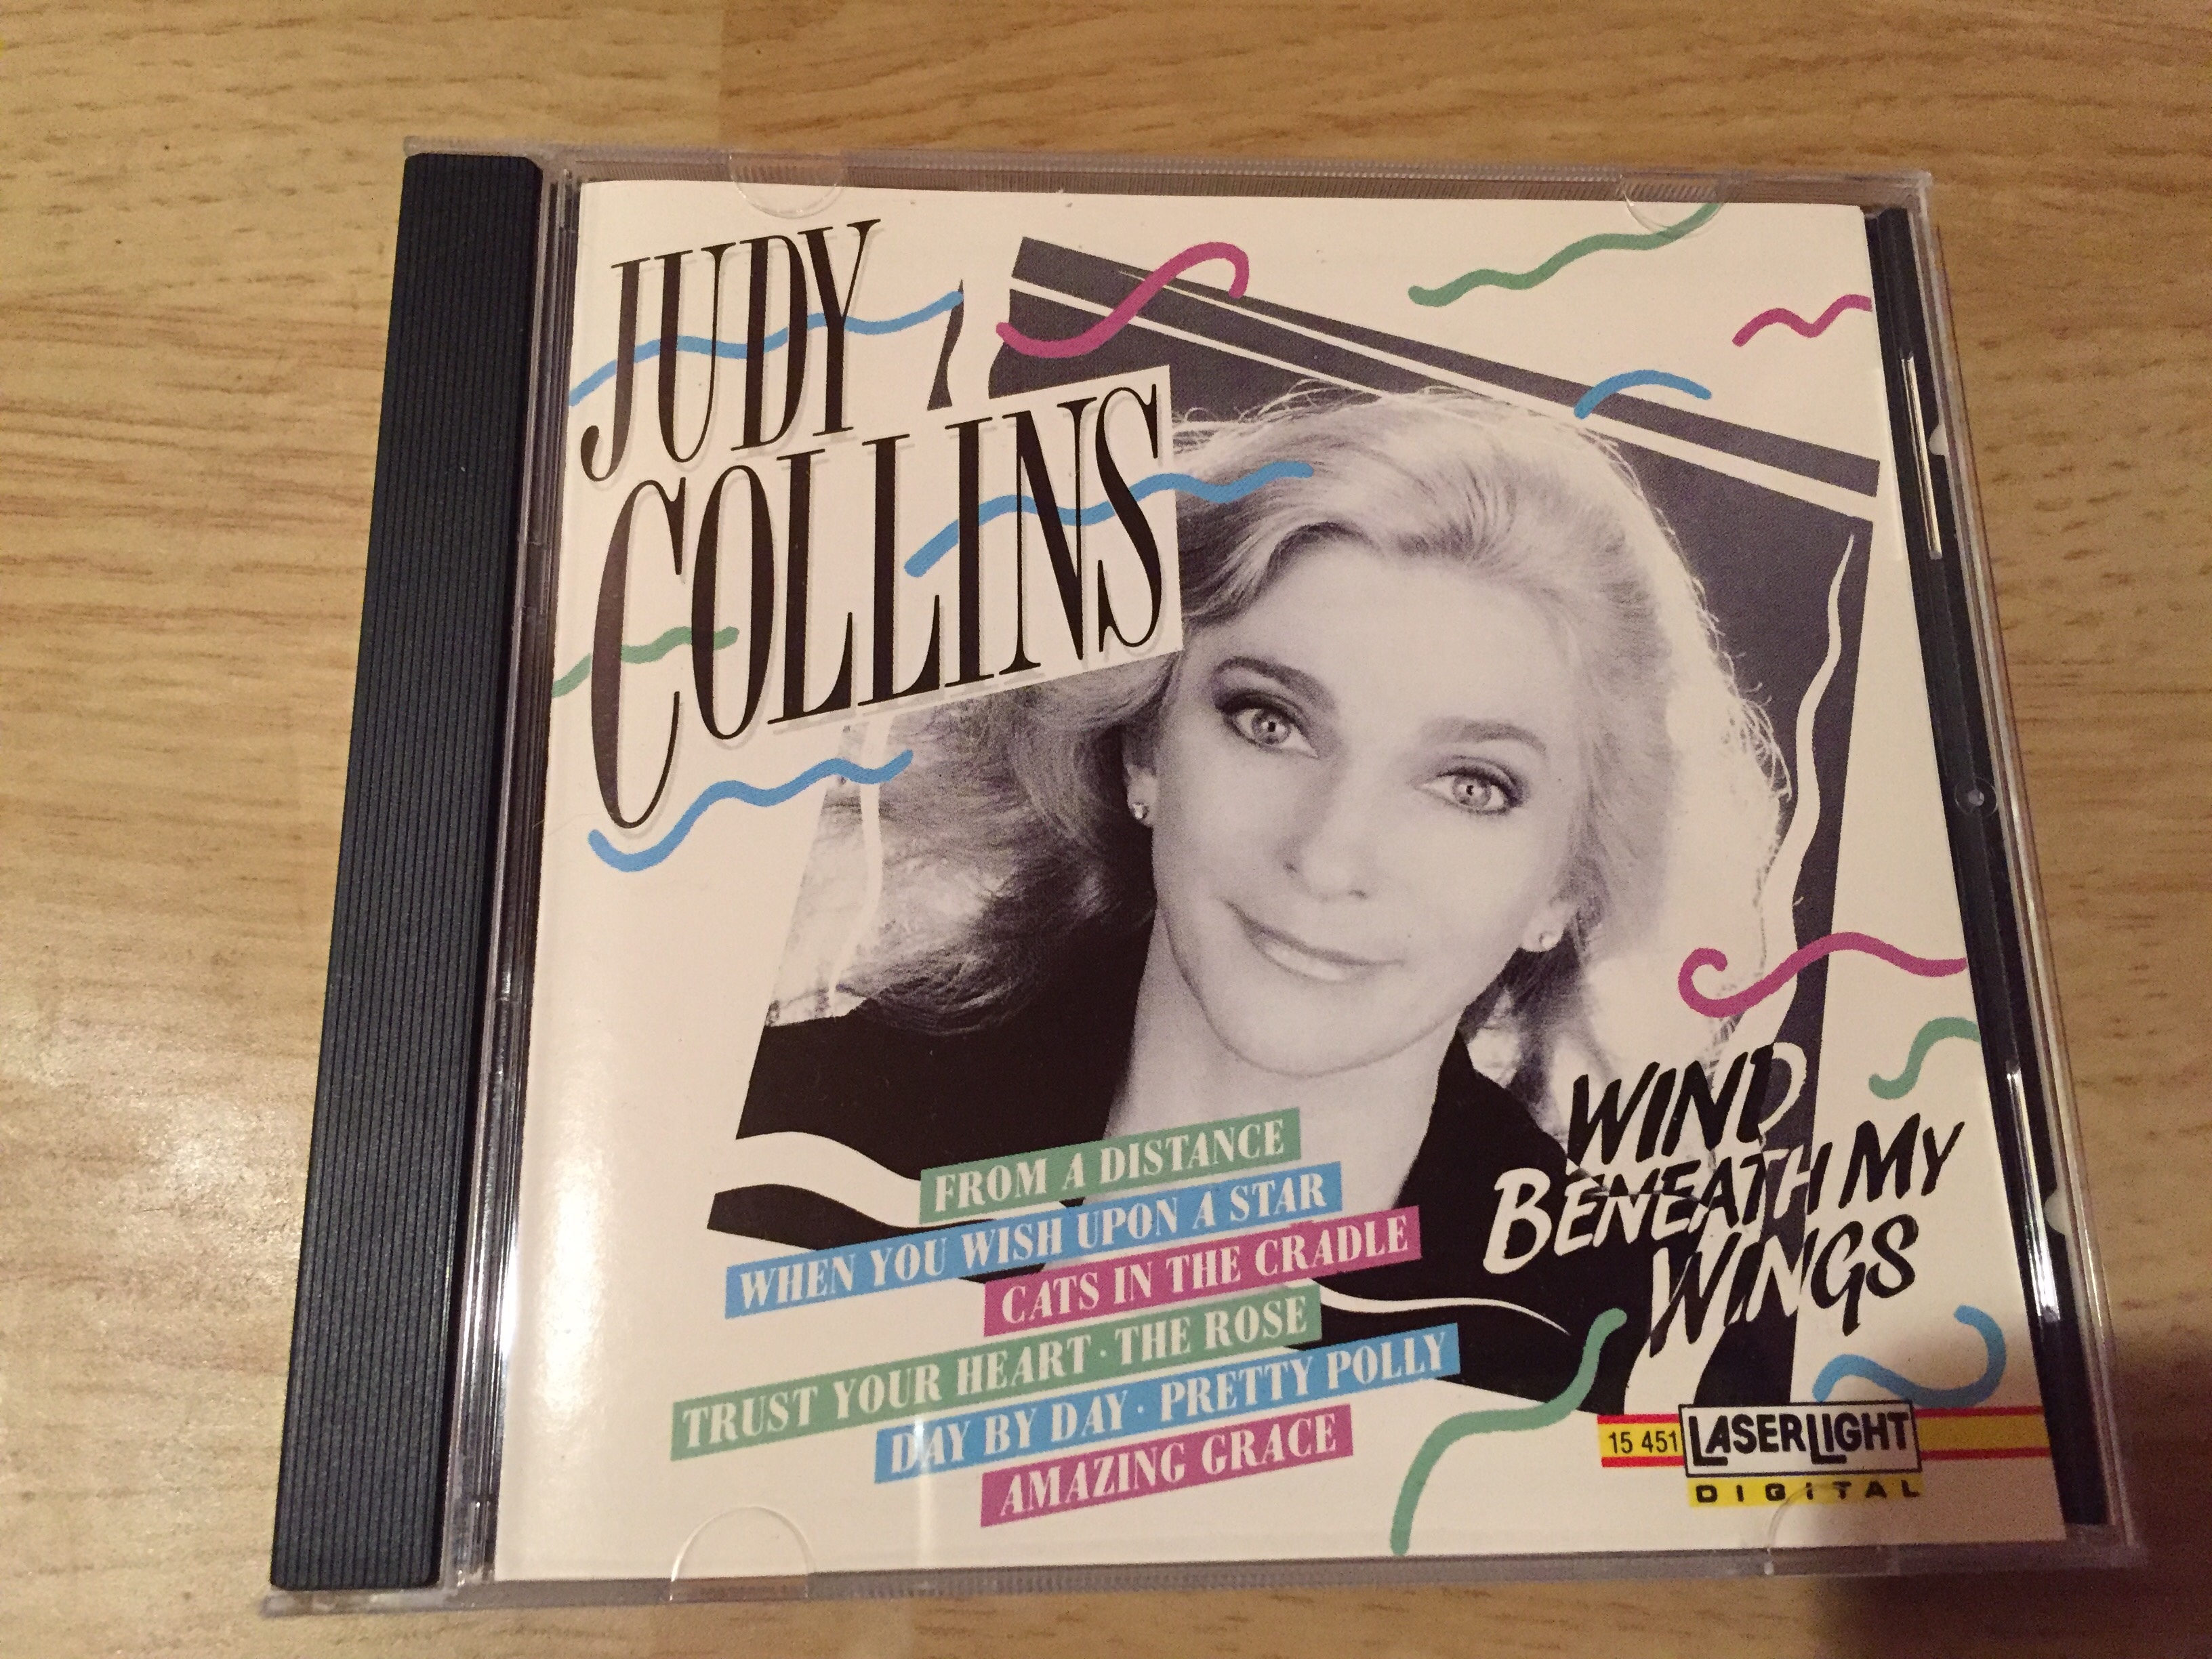 JUDY
COLLINS
WIND
BENEATH MY
WINGS
FROM A DISTANCE
WHEN YOU WISH UPON A STAR
CATS IN THE CRADLE
TRUST YOUR HEART · THE ROSE
DAY BY DAY · PRETTY POLLY
AMAZING GRACE
15 451 LASERLIGHT
DIGITAL